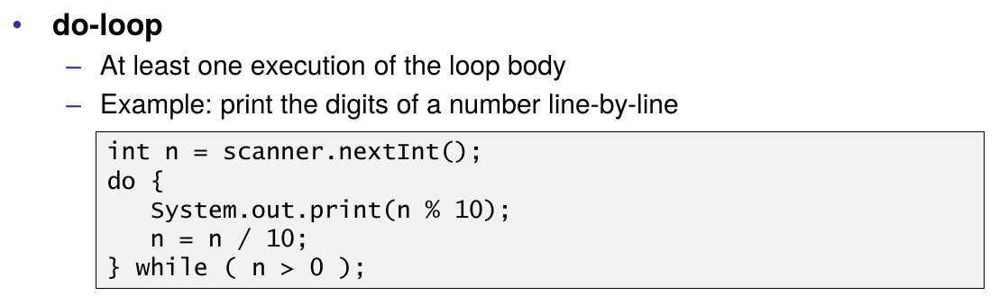 • do-loop
– At least one execution of the loop body
– Example: print the digits of a number line-by-line
int n = scanner.nextInt();
do {
   System.out.print(n % 10);
   n = n / 10;
} while ( n > 0 );